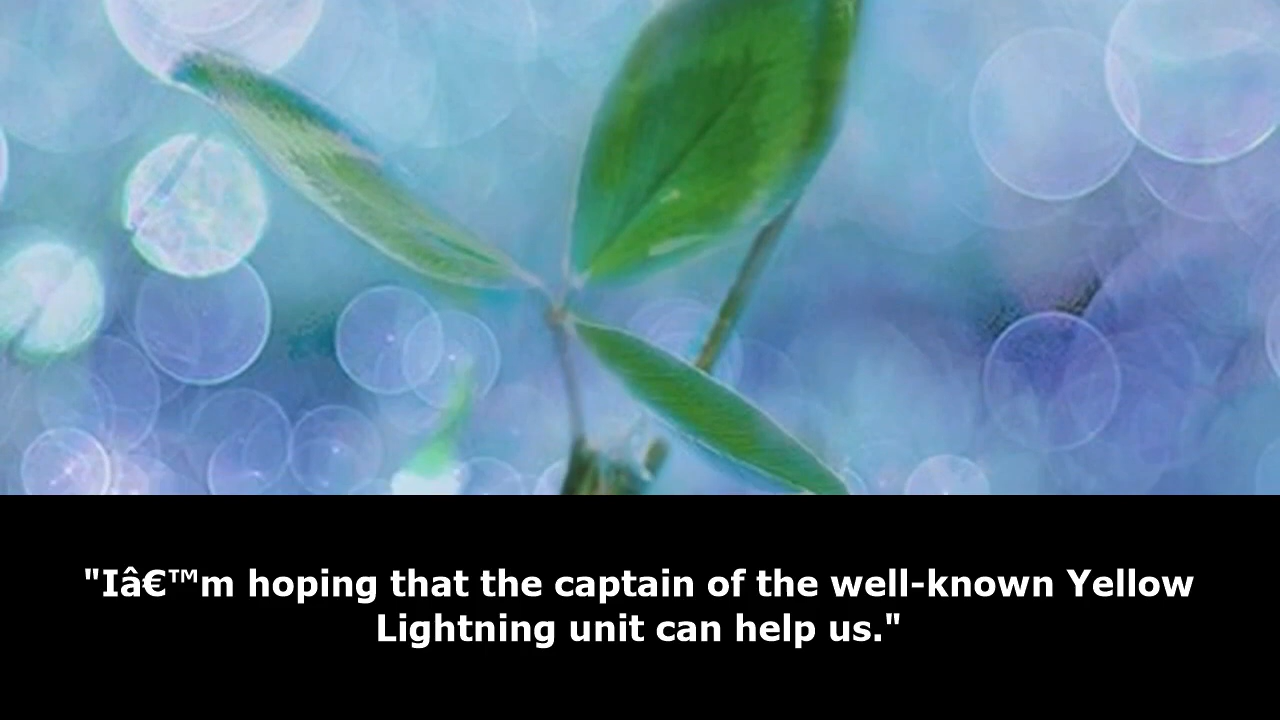 "Iâ€™m hoping that the captain of the well-known Yellow
Lightning unit can help us."